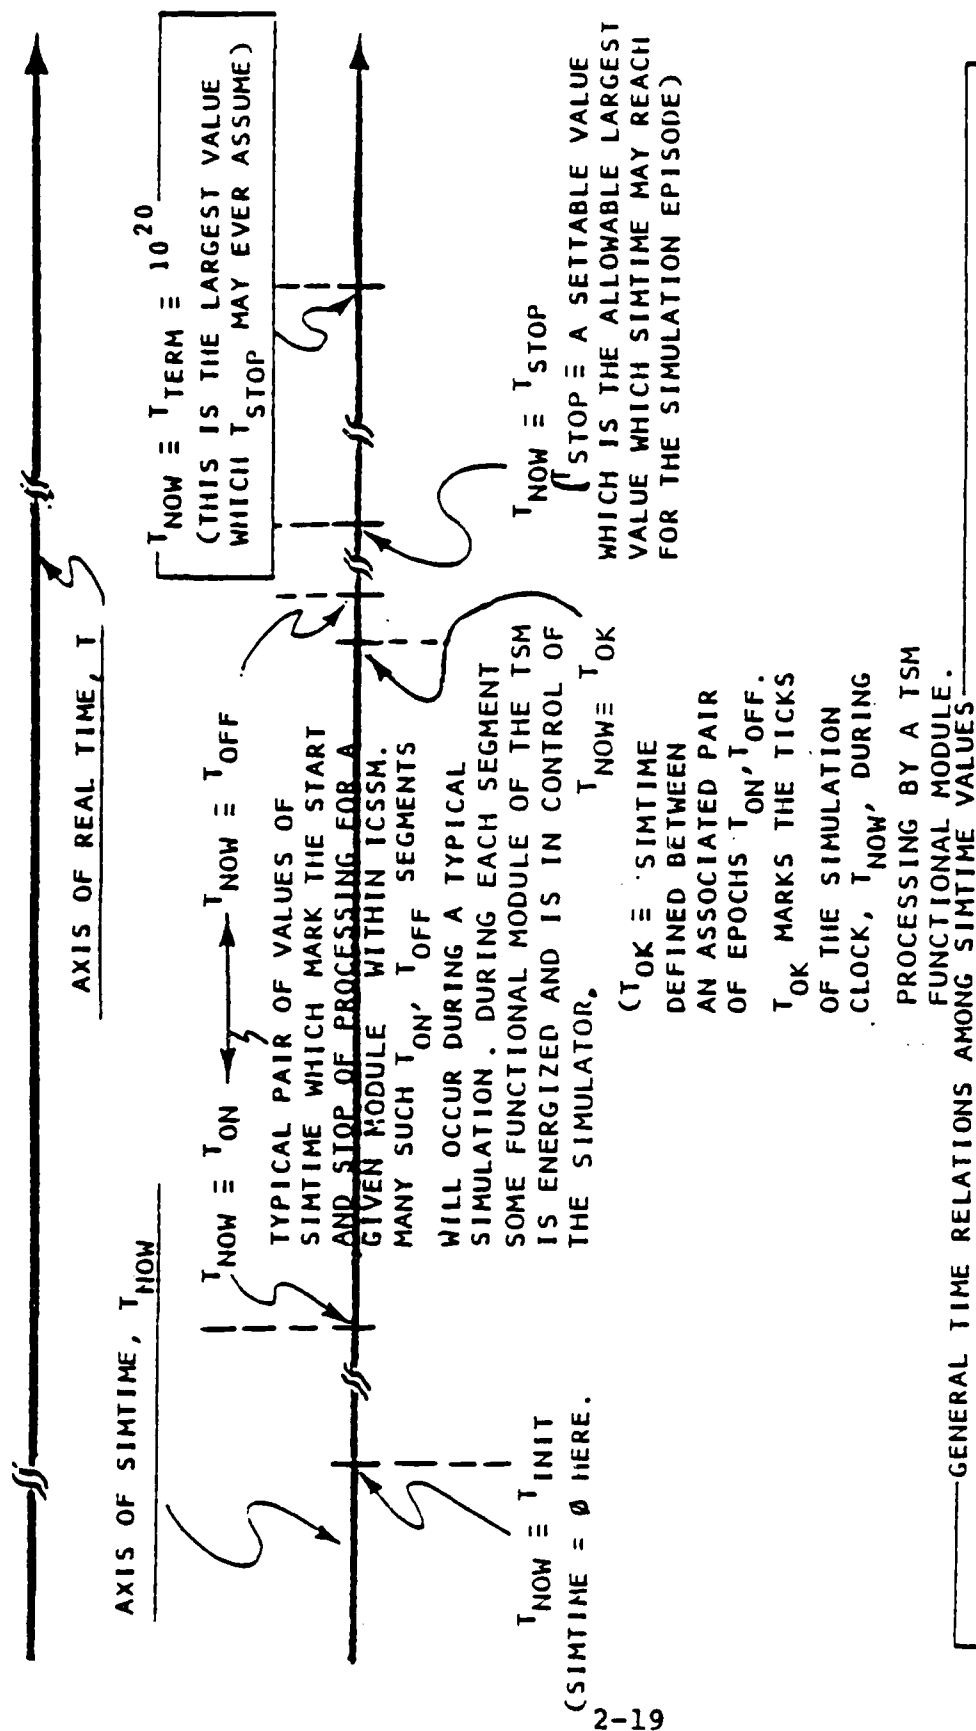 AXIS OF REAL TIME, T
AXIS OF SIMTIME, T_NOW
T_NOW ≡ T_TERM ≡ 10^20
(THIS IS THE LARGEST VALUE
WHICH T_STOP MAY EVER ASSUME)
T_NOW ≡ T_ON
T_NOW ≡ T_OFF
TYPICAL PAIR OF VALUES OF
SIMTIME WHICH MARK THE START
AND STOP OF PROCESSING FOR A
GIVEN MODULE WITHIN ICSSM.
MANY SUCH T_ON, T_OFF SEGMENTS
WILL OCCUR DURING A TYPICAL
SIMULATION. DURING EACH SEGMENT
SOME FUNCTIONAL MODULE OF THE TSM
IS ENERGIZED AND IS IN CONTROL OF
THE SIMULATOR.
T_NOW ≡ T_INIT
(SIMTIME = Ø HERE.
T_NOW ≡ T_OK
(T_OK ≡ SIMTIME
DEFINED BETWEEN
AN ASSOCIATED PAIR
OF EPOCHS T_ON, T_OFF.
T_OK MARKS THE TICKS
OF THE SIMULATION
CLOCK, T_NOW, DURING
PROCESSING BY A TSM
FUNCTIONAL MODULE.
T_NOW ≡ T_STOP
(T_STOP ≡ A SETTABLE VALUE
WHICH IS THE ALLOWABLE LARGEST
VALUE WHICH SIMTIME MAY REACH
FOR THE SIMULATION EPISODE)
GENERAL TIME RELATIONS AMONG SIMTIME VALUES
2-19